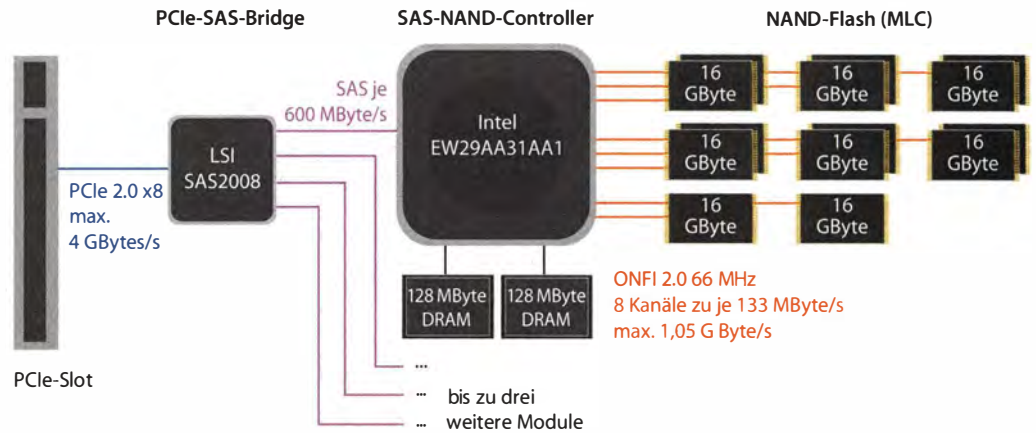 PCIe-SAS-Bridge
SAS-NAND-Controller
NAND-Flash (MLC)
PCIe-Slot
PCIe 2.0 x8
max.
4 GBytes/s
LSI
SAS2008
SAS je
600 MByte/s
Intel
EW29AA31AA1
128 MByte
DRAM
128 MByte
DRAM
16
GByte
16
GByte
16
GByte
16
GByte
16
GByte
16
GByte
16
GByte
16
GByte
ONFI 2.0 66 MHz
8 Kanäle zu je 133 MByte/s
max. 1,05 G Byte/s
...
... bis zu drei
... weitere Module